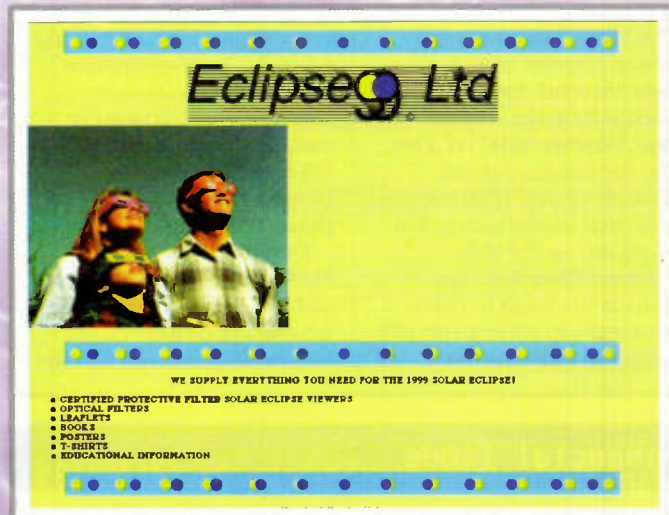 Eclipse99 Ltd
WE SUPPLY EVERYTHING YOU NEED FOR THE 1999 SOLAR ECLIPSE!
CERTIFIED PROTECTIVE FILTER SOLAR ECLIPSE VIEWERS
OPTICAL FILTERS
LEAFLETS
BOOKS
POSTERS
T-SHIRTS
EDUCATIONAL INFORMATION